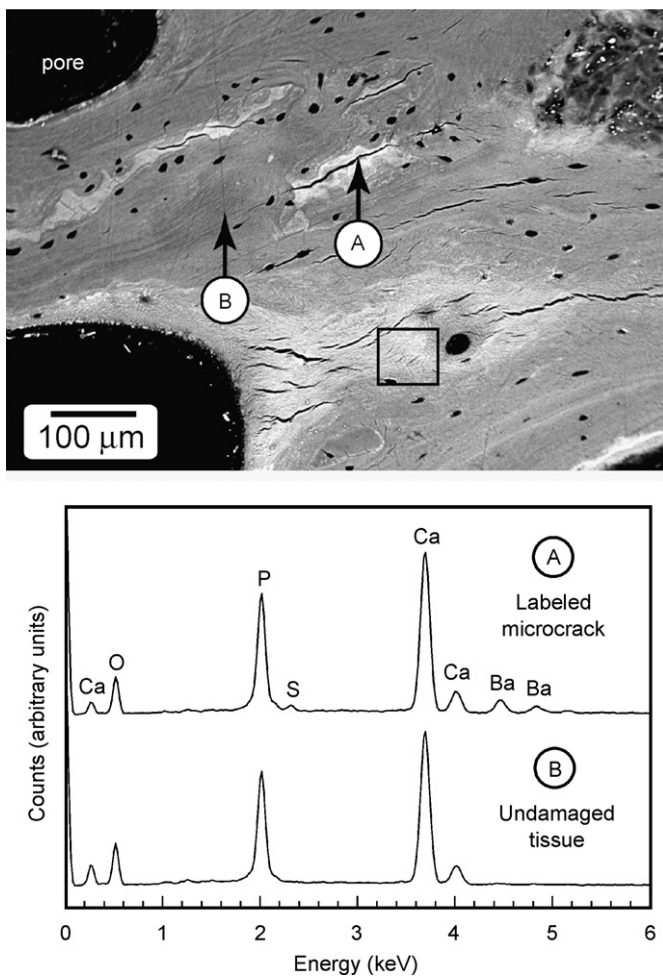 pore
A
B
100 μm
Ca
A
Labeled
microcrack
P
Ca
O
S
Ca
Ba
Ba
B
Undamaged
tissue
Counts (arbitrary units)
0
1
2
3
4
5
6
Energy (keV)